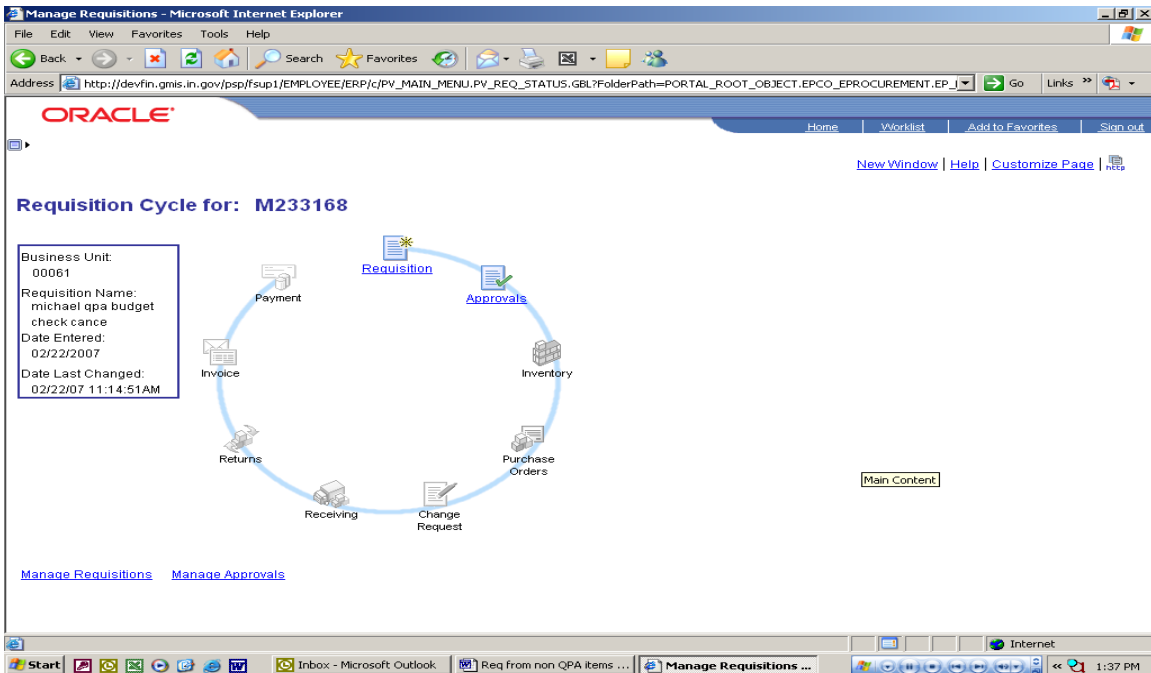 Manage Requisitions - Microsoft Internet Explorer
File Edit View Favorites Tools Help
Back Search Favorites
Address http://devfin.gmis.in.gov/psp/fsup1/EMPLOYEE/ERP/c/PV_MAIN_MENU.PV_REQ_STATUS.GBL?FolderPath=PORTAL_ROOT_OBJECT.EPCO_EPROCUREMENT.EP_ Go Links »
ORACLE
Home Worklist Add to Favorites Sign out
New Window | Help | Customize Page | http
Requisition Cycle for: M233168
Business Unit:
00061
Requisition Name:
michael qpa budget
check cance
Date Entered:
02/22/2007
Date Last Changed:
02/22/07 11:14:51AM
Requisition
Approvals
Payment
Inventory
Invoice
Purchase
Orders
Returns
Change
Request
Receiving
Main Content
Manage Requisitions Manage Approvals
Internet
Start Inbox - Microsoft Outlook Req from non QPA items ... Manage Requisitions ... « 1:37 PM